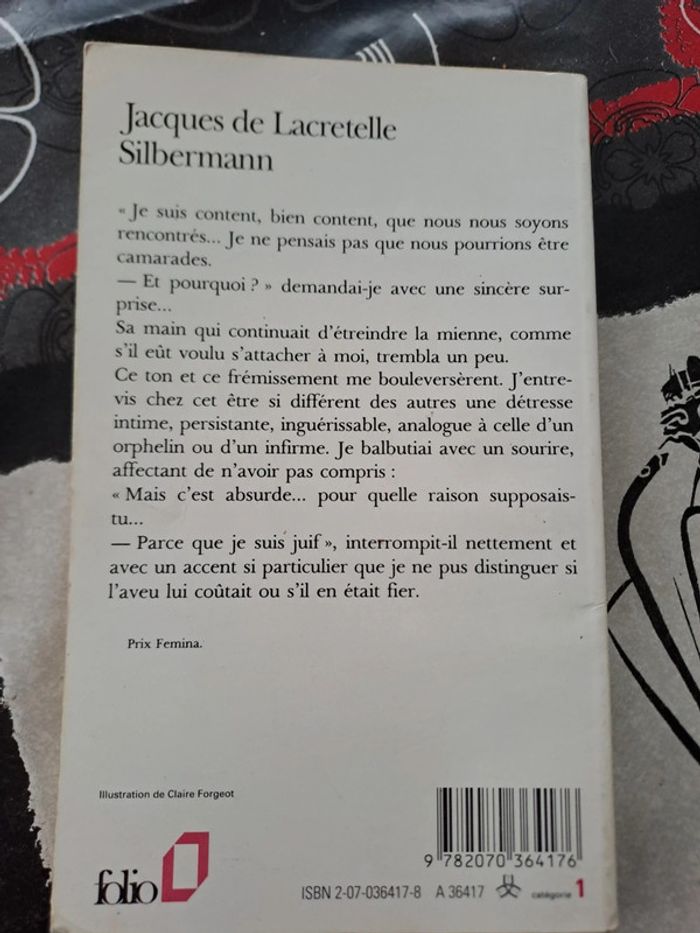 Jacques de Lacretelle
Silbermann
« Je suis content, bien content, que nous nous soyons
rencontrés... Je ne pensais pas que nous pourrions être
camarades.
— Et pourquoi ? » demandai-je avec une sincère sur-
prise...
Sa main qui continuait d'étreindre la mienne, comme
s'il eût voulu s'attacher à moi, trembla un peu.
Ce ton et ce frémissement me bouleversèrent. J'entre-
vis chez cet être si différent des autres une détresse
intime, persistante, inguérissable, analogue à celle d'un
orphelin ou d'un infirme. Je balbutiai avec un sourire,
affectant de n'avoir pas compris :
« Mais c'est absurde... pour quelle raison supposais-
tu...
— Parce que je suis juif », interrompit-il nettement et
avec un accent si particulier que je ne pus distinguer si
l'aveu lui coûtait ou s'il en était fier.
Prix Femina.
Illustration de Claire Forgeot
9 782070 364176
folio
ISBN 2-07-036417-8 A 36417 catégorie 1